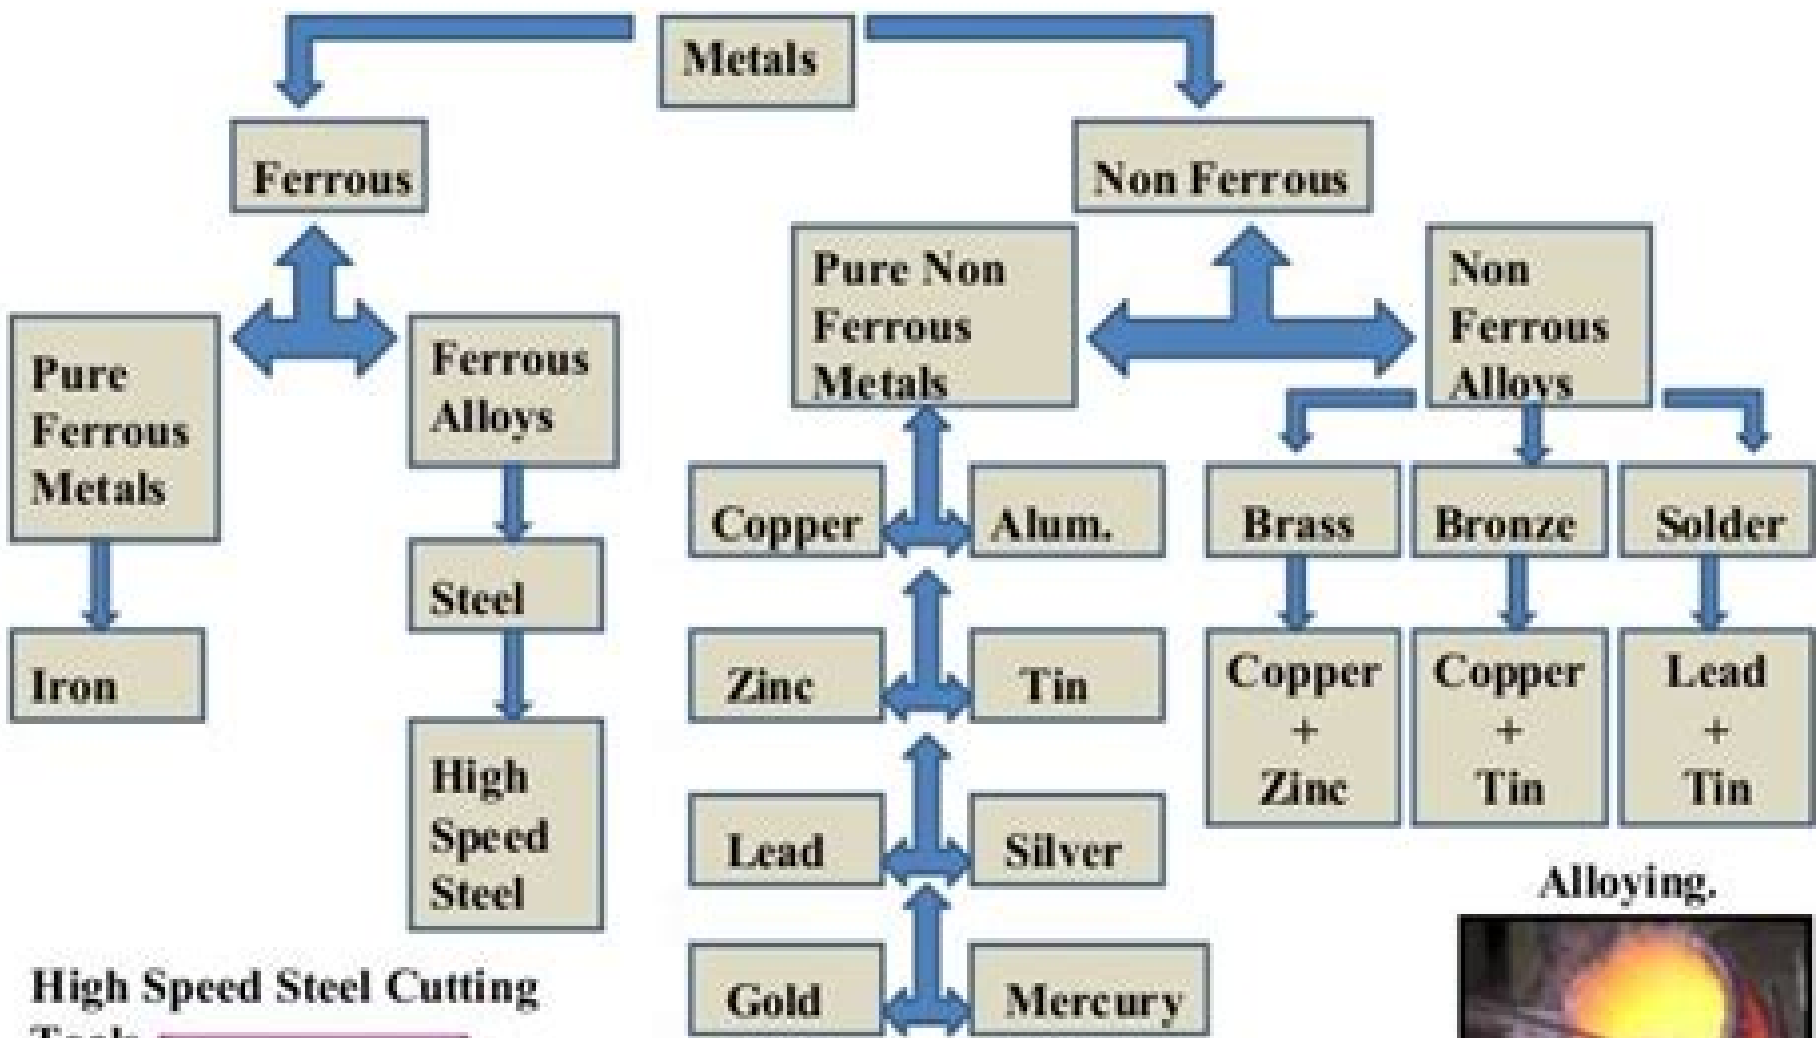 Metals
Ferrous
Non Ferrous
Pure
Ferrous
Metals
Ferrous
Alloys
Pure Non
Ferrous
Metals
Non
Ferrous
Alloys
Iron
Steel
High
Speed
Steel
Copper
Alum.
Zinc
Tin
Lead
Silver
Gold
Mercury
Brass
Bronze
Solder
Copper
+
Zinc
Copper
+
Tin
Lead
+
Tin
Alloying.
High Speed Steel Cutting
Tools